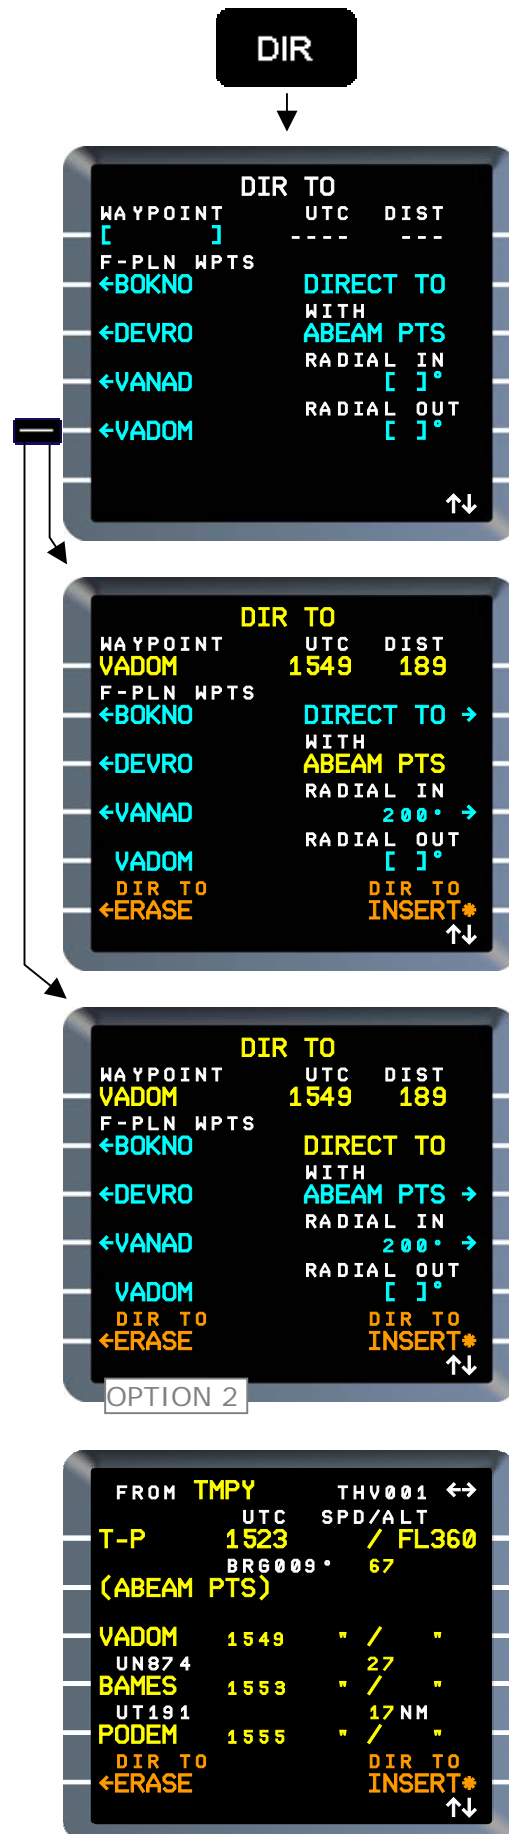 DIR
DIR TO
WAYPOINT UTC DIST
[ ] ---- ---
F-PLN WPTS
←BOKNO DIRECT TO
WITH
←DEVRO ABEAM PTS
RADIAL IN
←VANAD [ ]°
RADIAL OUT
←VADOM [ ]°
↑↓
DIR TO
WAYPOINT UTC DIST
VADOM 1549 189
F-PLN WPTS
←BOKNO DIRECT TO →
WITH
←DEVRO ABEAM PTS
RADIAL IN
←VANAD 200° →
RADIAL OUT
VADOM [ ]°
DIR TO DIR TO
←ERASE INSERT*
↑↓
DIR TO
WAYPOINT UTC DIST
VADOM 1549 189
F-PLN WPTS
←BOKNO DIRECT TO
WITH
←DEVRO ABEAM PTS →
RADIAL IN
←VANAD 200° →
RADIAL OUT
VADOM [ ]°
DIR TO DIR TO
←ERASE INSERT*
↑↓
OPTION 2
FROM TMPY THV001 ←→
UTC SPD/ALT
T-P 1523 / FL360
BRG009° 67
(ABEAM PTS)
VADOM 1549 " / "
UN874 27
BAMES 1553 " / "
UT191 17NM
PODEM 1555 " / "
DIR TO DIR TO
←ERASE INSERT*
↑↓